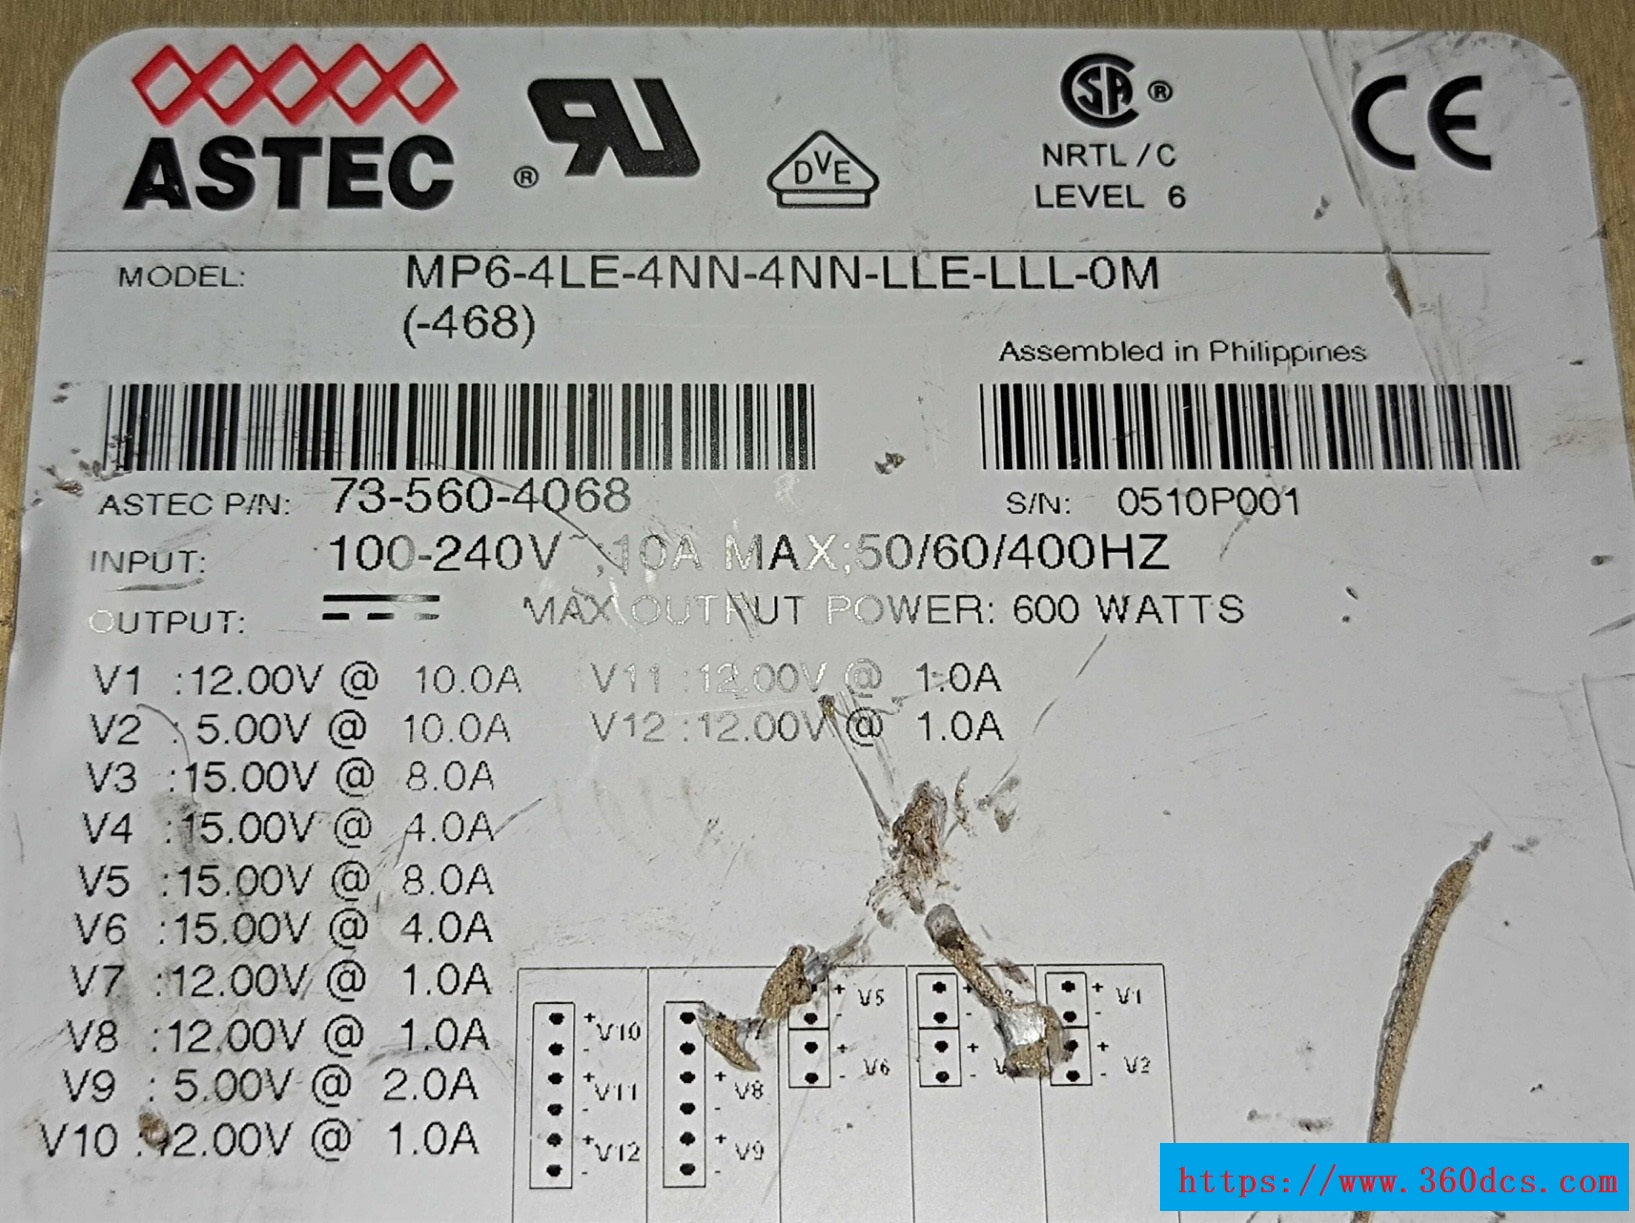 ASTEC
®
DVE
SA ®
NRTL/C
LEVEL 6
CE
MODEL: MP6-4LE-4NN-4NN-LLE-LLL-0M
(-468)
Assembled in Philippines
ASTEC P/N: 73-560-4068
S/N: 0510P001
INPUT: 100-240V~,10A MAX;50/60/400HZ
OUTPUT: MAX OUTPUT POWER: 600 WATTS
V1 :12.00V @ 10.0A V11 :12.00V @ 1.0A
V2 : 5.00V @ 10.0A V12 :12.00V @ 1.0A
V3 :15.00V @ 8.0A
V4 :15.00V @ 4.0A
V5 :15.00V @ 8.0A
V6 :15.00V @ 4.0A
V7 :12.00V @ 1.0A
V8 :12.00V @ 1.0A
V9 : 5.00V @ 2.0A
V10 :12.00V @ 1.0A
+ V10 -
+ V11 -
+ V12 -
+ V8 -
+ V9 -
+ V5 -
+ V6 -
+ V1 -
+ V2 -
https://www.360dcs.com